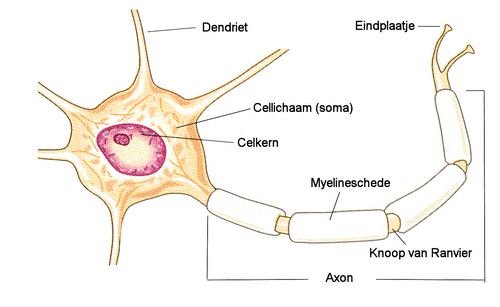 Dendriet
Eindplaatje
Cellichaam (soma)
Celkern
Myelineschede
Knoop van Ranvier
Axon